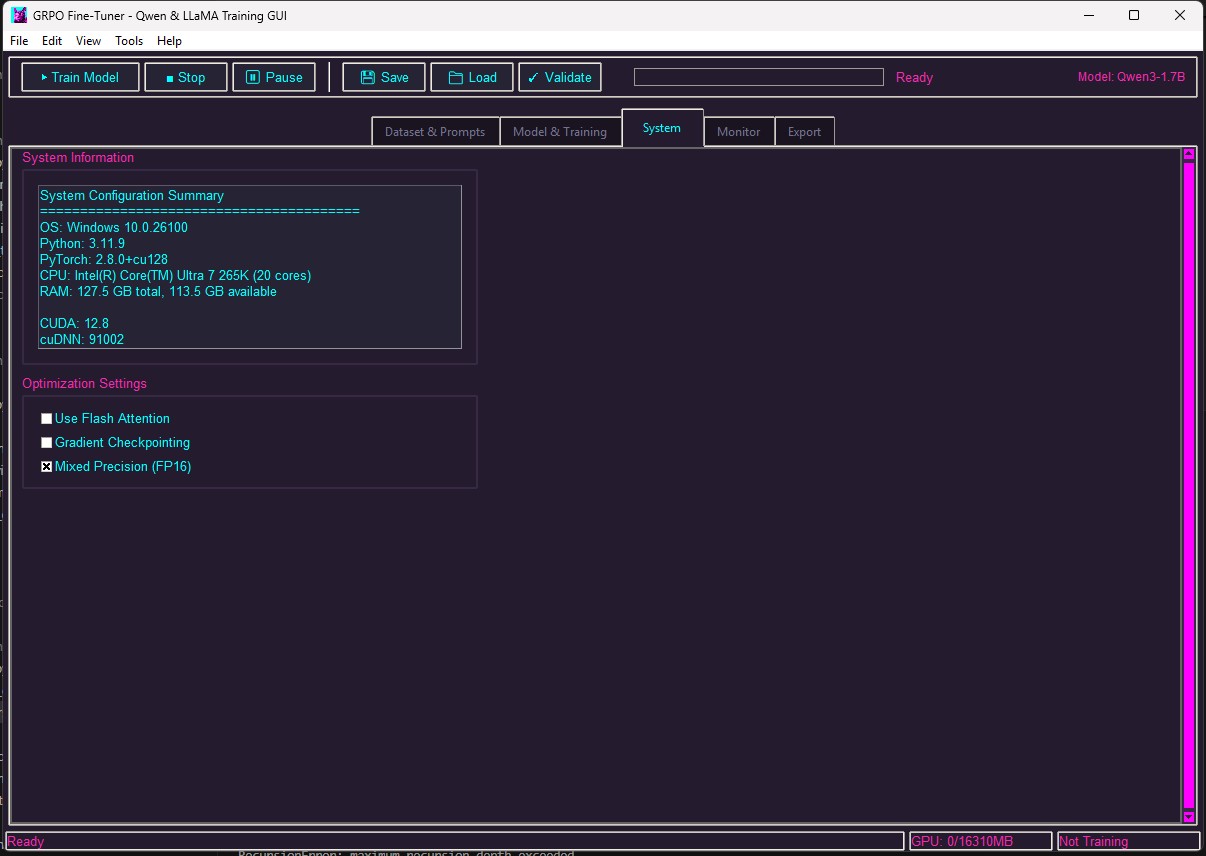 GRPO Fine-Tuner - Qwen & LLaMA Training GUI
File Edit View Tools Help
Train Model Stop Pause Save Load Validate Ready Model: Qwen3-1.7B
Dataset & Prompts Model & Training System Monitor Export
System Information
System Configuration Summary
========================================
OS: Windows 10.0.26100
Python: 3.11.9
PyTorch: 2.8.0+cu128
CPU: Intel(R) Core(TM) Ultra 7 265K (20 cores)
RAM: 127.5 GB total, 113.5 GB available
CUDA: 12.8
cuDNN: 91002
Optimization Settings
Use Flash Attention
Gradient Checkpointing
Mixed Precision (FP16)
Ready GPU: 0/16310MB Not Training
RecursionError: maximum recursion depth exceeded